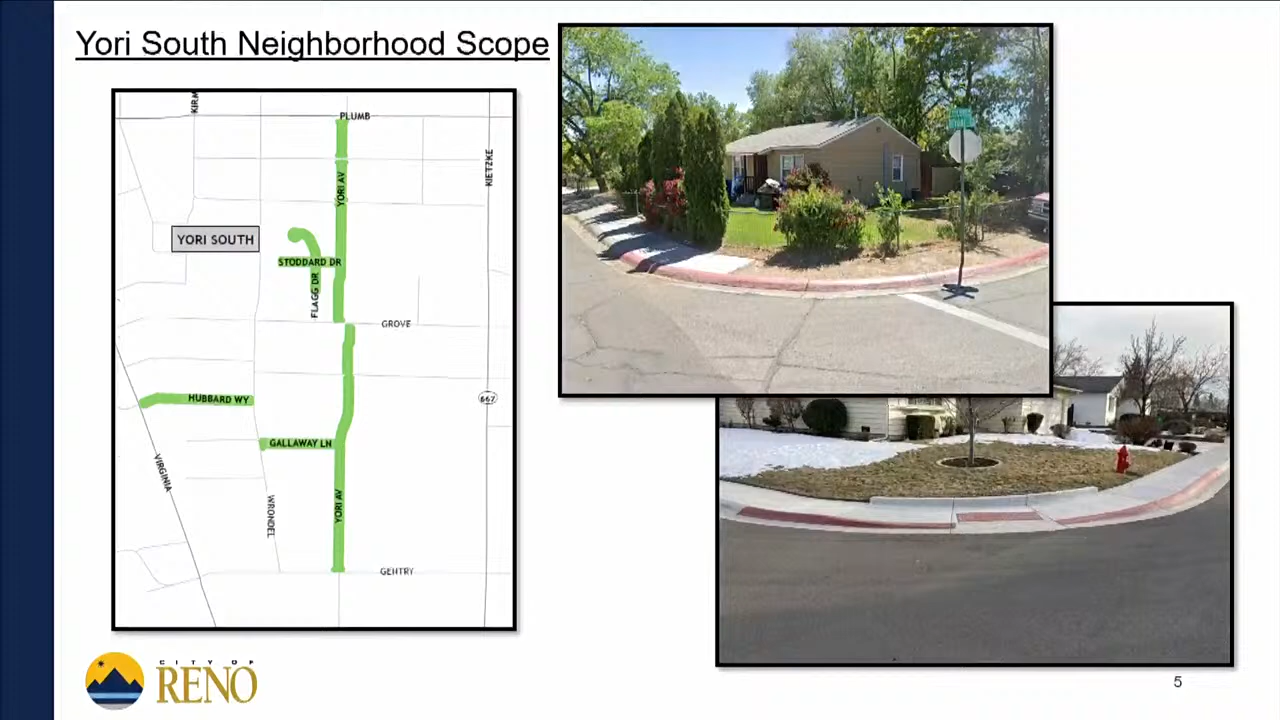 Yori South Neighborhood Scope
PLUMB
KIETZKE
YORI AV
YORI SOUTH
STODDARD DR
FLAGG DR
GROVE
HUBBARD WY
667
GALLAWAY LN
VIRGINIA
WRONDEL
YORI AV
GENTRY
CITY OF
RENO
5